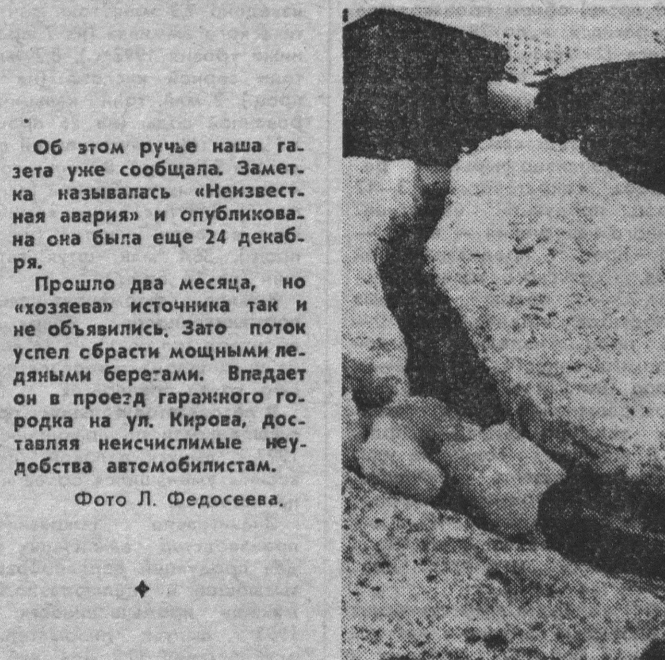 Об этом ручье наша га-
зета уже сообщала. Замет-
ка называлась «Неизвест-
ная авария» и опубликова-
на она была еще 24 декаб-
ря.
Прошло два месяца, но
«хозяева» источника так и
не объявились. Зато поток
успел обрасти мощными ле-
дяными берегами. Впадает
он в проезд гаражного го-
родка на ул. Кирова, дос-
тавляя неисчислимые неу-
добства автомобилистам.
Фото Л. Федосеева.